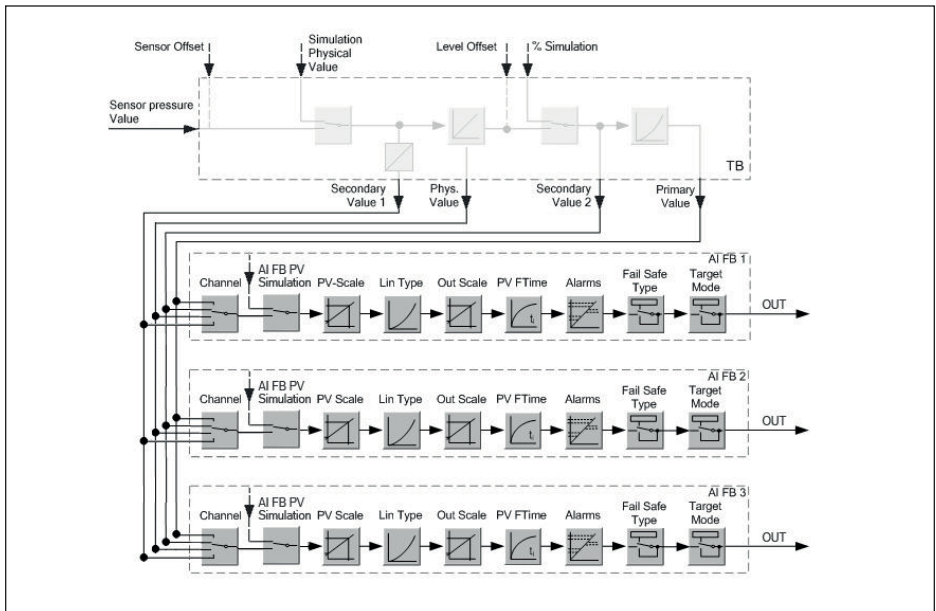 Simulation
Physical
Value
Sensor Offset
Level Offset
% Simulation
Sensor pressure
Value
TB
Secondary
Value 1
Phys.
Value
Secondary
Value 2
Primary
Value
AI FB 1
AI FB PV
Simulation
Channel
PV-Scale
Lin Type
Out Scale
PV FTime
Alarms
Fail Safe
Type
Target
Mode
OUT
AI FB 2
AI FB PV
Simulation
Channel
PV Scale
Lin Type
Out Scale
PV FTime
Alarms
Fail Safe
Type
Target
Mode
OUT
AI FB 3
AI FB PV
Simulation
Channel
PV Scale
Lin Type
Out Scale
PV FTime
Alarms
Fail Safe
Type
Target
Mode
OUT